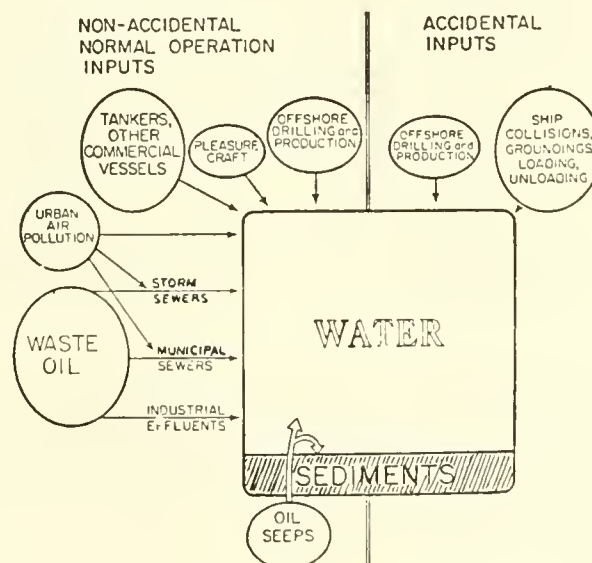 NON-ACCIDENTAL
NORMAL OPERATION
INPUTS
ACCIDENTAL
INPUTS
TANKERS,
OTHER
COMMERCIAL
VESSELS
PLEASURE
CRAFT
OFFSHORE
DRILLING and
PRODUCTION
OFFSHORE
DRILLING and
PRODUCTION
SHIP
COLLISIONS,
GROUNDINGS
LOADING,
UNLOADING
URBAN
AIR
POLLUTION
STORM
SEWERS
WASTE
OIL
MUNICIPAL
SEWERS
INDUSTRIAL
EFFLUENTS
WATER
SEDIMENTS
OIL
SEEPS